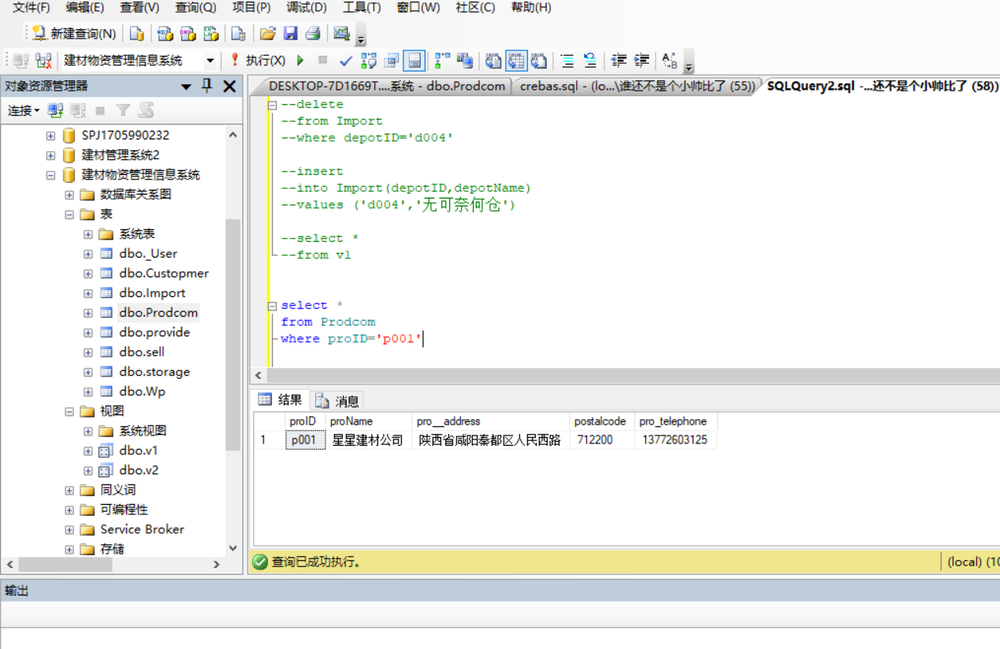 文件(F) 编辑(E) 查看(V) 查询(Q) 项目(P) 调试(D) 工具(T) 窗口(W) 社区(C) 帮助(H)
新建查询(N)
建材物资管理信息系统 执行(X)
对象资源管理器
连接
SPJ1705990232
建材管理系统2
建材物资管理信息系统
数据库关系图
表
系统表
dbo._User
dbo.Custopmer
dbo.Import
dbo.Prodcom
dbo.provide
dbo.sell
dbo.storage
dbo.Wp
视图
系统视图
dbo.v1
dbo.v2
同义词
可编程性
Service Broker
存储
DESKTOP-7D1669T....系统 - dbo.Prodcom crebas.sql - (lo...\谁还不是个小帅比了 (55)) SQLQuery2.sql -...还不是个小帅比了 (58))
--delete
--from Import
--where depotID='d004'
--insert
--into Import(depotID,depotName)
--values ('d004','无可奈何仓')
--select *
--from v1
select *
from Prodcom
where proID='p001'
结果 消息
proID proName pro__address postalcode pro_telephone
1 p001 星星建材公司 陕西省咸阳秦都区人民西路 712200 13772603125
查询已成功执行。 (local) (10
输出